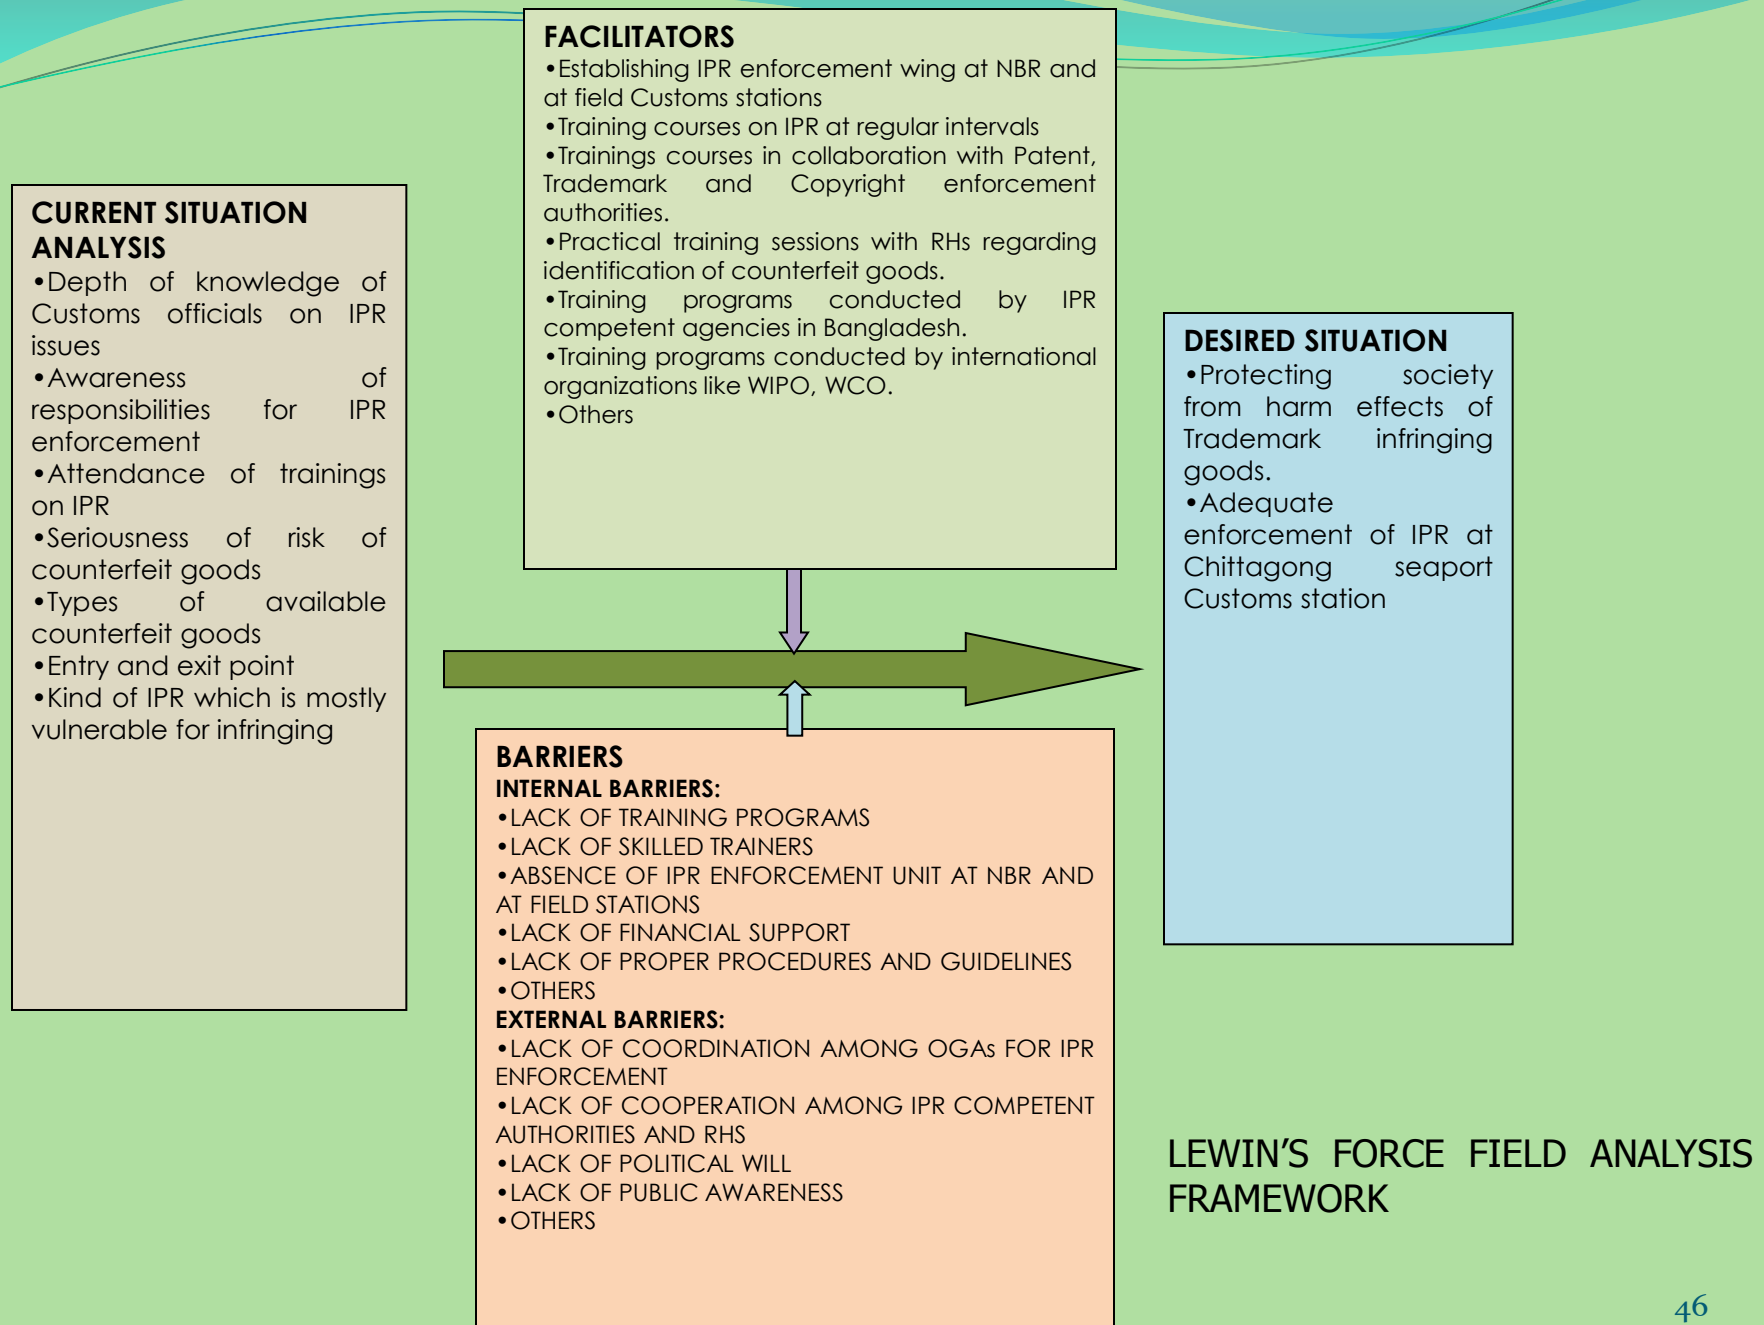 FACILITATORS
•Establishing IPR enforcement wing at NBR and
at field Customs stations
•Training courses on IPR at regular intervals
•Trainings courses in collaboration with Patent,
Trademark and Copyright enforcement
authorities.
•Practical training sessions with RHs regarding
identification of counterfeit goods.
•Training programs conducted by IPR
competent agencies in Bangladesh.
•Training programs conducted by international
organizations like WIPO, WCO.
•Others
CURRENT SITUATION
ANALYSIS
•Depth of knowledge of
Customs officials on IPR
issues
•Awareness of
responsibilities for IPR
enforcement
•Attendance of trainings
on IPR
•Seriousness of risk of
counterfeit goods
•Types of available
counterfeit goods
•Entry and exit point
•Kind of IPR which is mostly
vulnerable for infringing
DESIRED SITUATION
•Protecting society
from harm effects of
Trademark infringing
goods.
•Adequate
enforcement of IPR at
Chittagong seaport
Customs station
BARRIERS
INTERNAL BARRIERS:
•LACK OF TRAINING PROGRAMS
•LACK OF SKILLED TRAINERS
•ABSENCE OF IPR ENFORCEMENT UNIT AT NBR AND
AT FIELD STATIONS
•LACK OF FINANCIAL SUPPORT
•LACK OF PROPER PROCEDURES AND GUIDELINES
•OTHERS
EXTERNAL BARRIERS:
•LACK OF COORDINATION AMONG OGAs FOR IPR
ENFORCEMENT
•LACK OF COOPERATION AMONG IPR COMPETENT
AUTHORITIES AND RHS
•LACK OF POLITICAL WILL
•LACK OF PUBLIC AWARENESS
•OTHERS
LEWIN’S FORCE FIELD ANALYSIS
FRAMEWORK
46